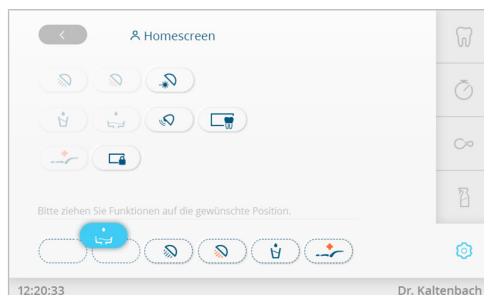 Homescreen
Bitte ziehen Sie Funktionen auf die gewünschte Position.
12:20:33
Dr. Kaltenbach